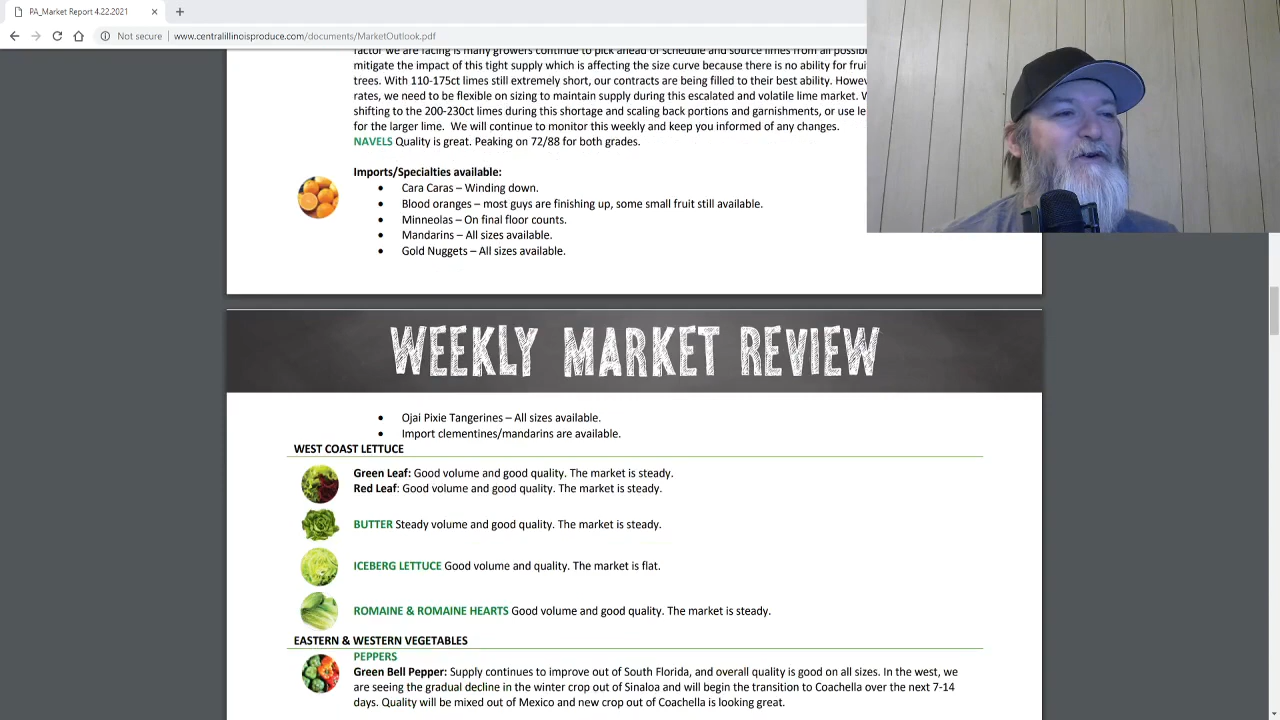 PA_Market Report 4.22.2021
Not secure
www.centralillinoisproduce.com/documents/MarketOutlook.pdf
factor we are facing is many growers continue to pick ahead of schedule and source limes from all possib
mitigate the impact of this tight supply which is affecting the size curve because there is no ability for frui
trees. With 110-175ct limes still extremely short, our contracts are being filled to their best ability. Howev
rates, we need to be flexible on sizing to maintain supply during this escalated and volatile lime market. W
shifting to the 200-230ct limes during this shortage and scaling back portions and garnishments, or use le
for the larger lime. We will continue to monitor this weekly and keep you informed of any changes.
NAVELS Quality is great. Peaking on 72/88 for both grades.
Imports/Specialties available:
• Cara Caras – Winding down.
• Blood oranges – most guys are finishing up, some small fruit still available.
• Minneolas – On final floor counts.
• Mandarins – All sizes available.
• Gold Nuggets – All sizes available.
WEEKLY MARKET REVIEW
• Ojai Pixie Tangerines – All sizes available.
• Import clementines/mandarins are available.
WEST COAST LETTUCE
Green Leaf: Good volume and good quality. The market is steady.
Red Leaf: Good volume and good quality. The market is steady.
BUTTER Steady volume and good quality. The market is steady.
ICEBERG LETTUCE Good volume and quality. The market is flat.
ROMAINE & ROMAINE HEARTS Good volume and good quality. The market is steady.
EASTERN & WESTERN VEGETABLES
PEPPERS
Green Bell Pepper: Supply continues to improve out of South Florida, and overall quality is good on all sizes. In the west, we
are seeing the gradual decline in the winter crop out of Sinaloa and will begin the transition to Coachella over the next 7-14
days. Quality will be mixed out of Mexico and new crop out of Coachella is looking great.